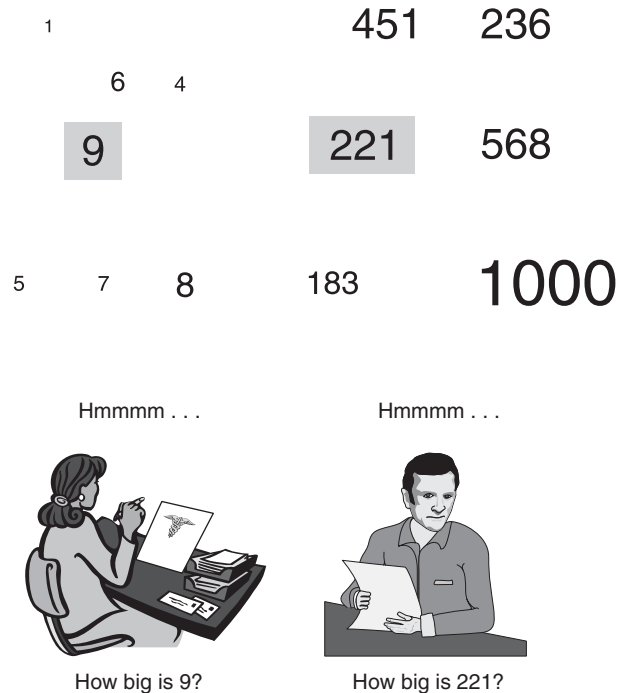 1
451 236
6 4
9
221 568
5 7 8
183 1000
Hmmmm . . .
Hmmmm . . .
How big is 9?
How big is 221?